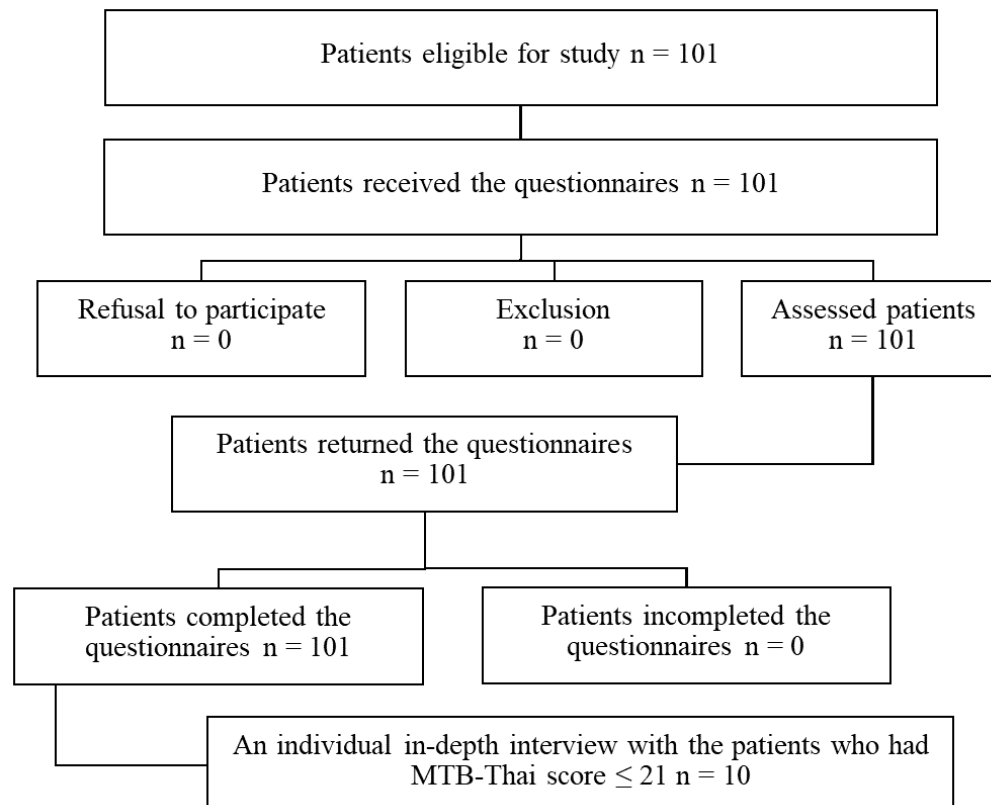 Patients eligible for study n = 101
Patients received the questionnaires n = 101
Refusal to participate
n = 0
Exclusion
n = 0
Assessed patients
n = 101
Patients returned the questionnaires
n = 101
Patients completed the
questionnaires n = 101
Patients incompleted the
questionnaires n = 0
An individual in-depth interview with the patients who had
MTB-Thai score ≤ 21 n = 10